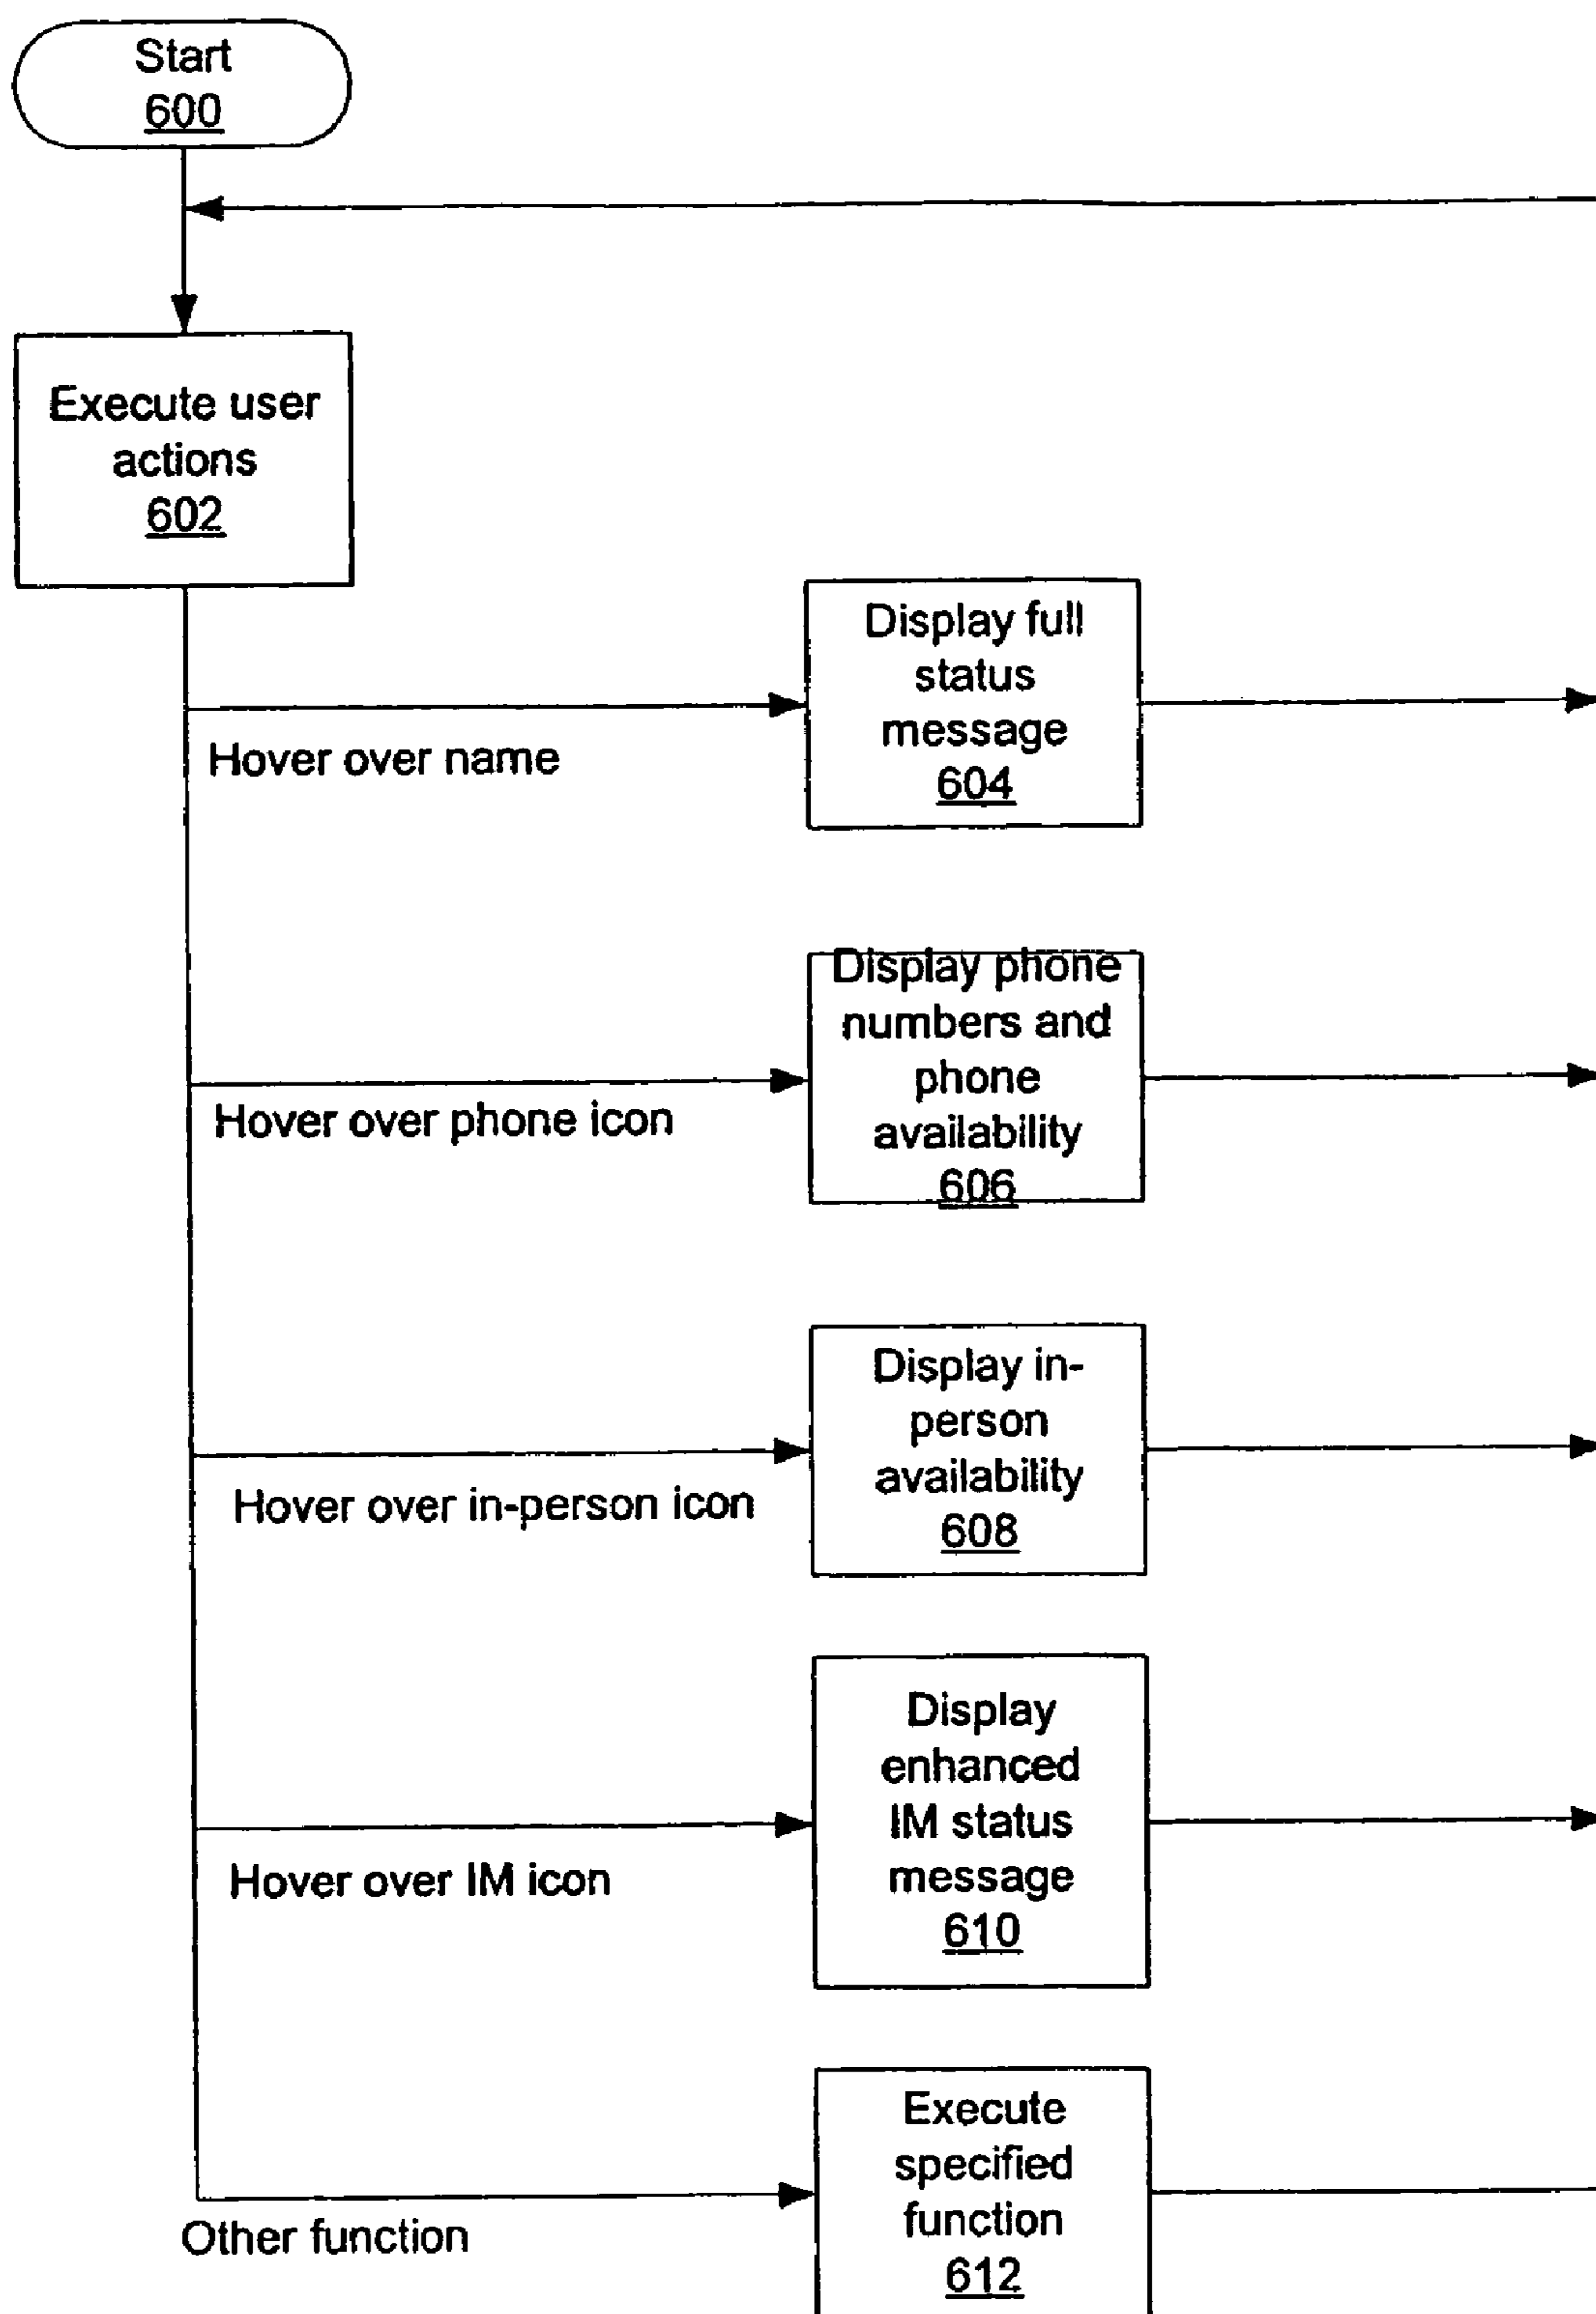 Start
600
Execute user
actions
602
Display full
status
message
604
Hover over name
Display phone
numbers and
phone
availability
606
Hover over phone icon
Display in-
person
availability
608
Hover over in-person icon
Display
enhanced
IM status
message
610
Hover over IM icon
Execute
specified
function
612
Other function